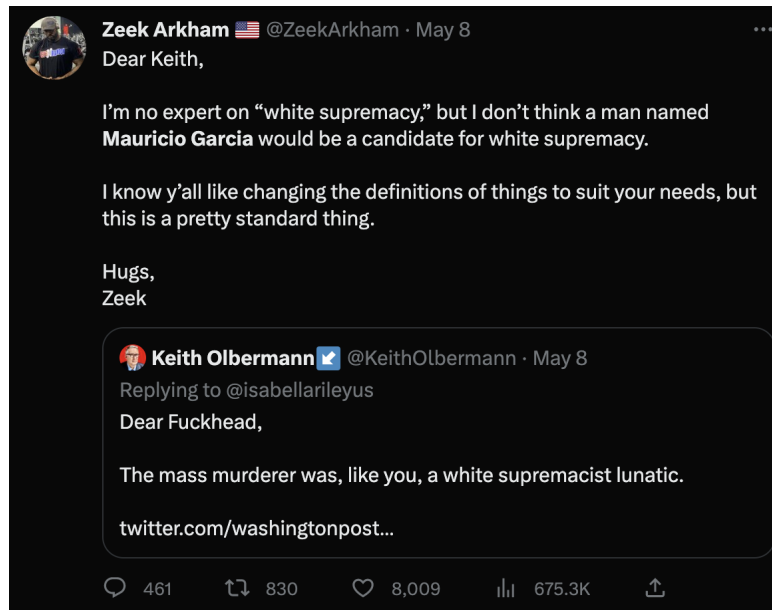 Zeek Arkham 🇺🇸 @ZeekArkham · May 8
Dear Keith,
I’m no expert on “white supremacy,” but I don’t think a man named
Mauricio Garcia would be a candidate for white supremacy.
I know y’all like changing the definitions of things to suit your needs, but
this is a pretty standard thing.
Hugs,
Zeek
Keith Olbermann↙️ @KeithOlbermann · May 8
Replying to @isabellarileyus
Dear Fuckhead,
The mass murderer was, like you, a white supremacist lunatic.
twitter.com/washingtonpost...
461 830 8,009 675.3K